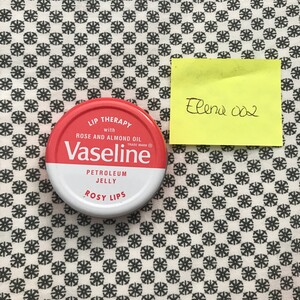 LIP THERAPY
with
ROSE AND ALMOND OIL
Vaseline
PETROLEUM
JELLY
ROSY LIPS
Elena 002